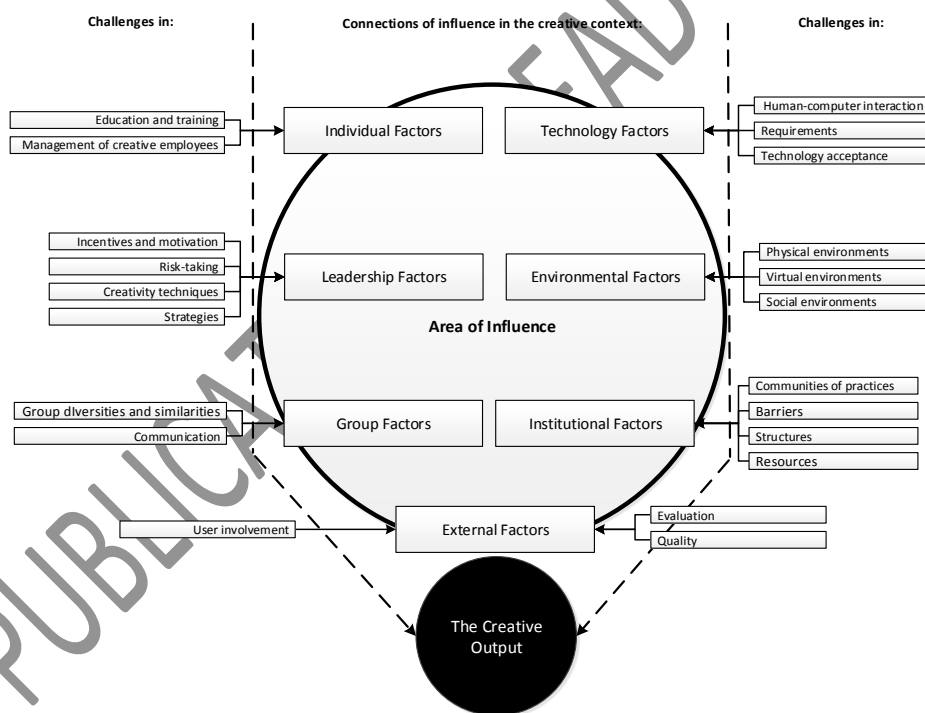 Challenges in:
Connections of influence in the creative context:
Challenges in:
Education and training
Management of creative employees
Individual Factors
Technology Factors
Human-computer interaction
Requirements
Technology acceptance
Incentives and motivation
Risk-taking
Creativity techniques
Strategies
Leadership Factors
Environmental Factors
Physical environments
Virtual environments
Social environments
Area of Influence
Group diversities and similarities
Communication
Group Factors
Institutional Factors
Communities of practices
Barriers
Structures
Resources
User involvement
External Factors
Evaluation
Quality
The Creative
Output